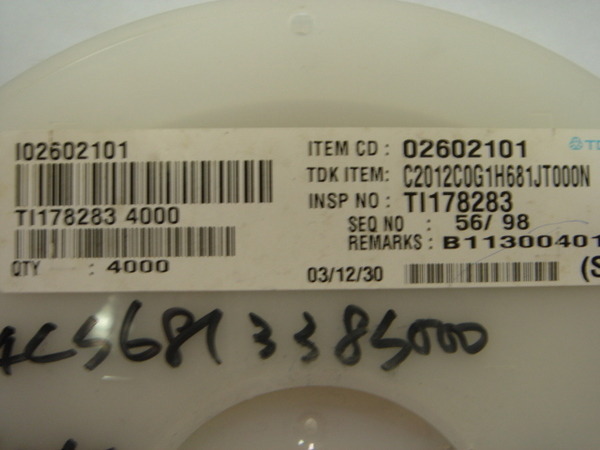 I02602101
TI178283 4000
QTY : 4000
ITEM CD : 02602101
TDK ITEM: C2012C0G1H681JT000N
INSP NO : TI178283
SEQ NO : 56/ 98
REMARKS : B11300401
03/12/30